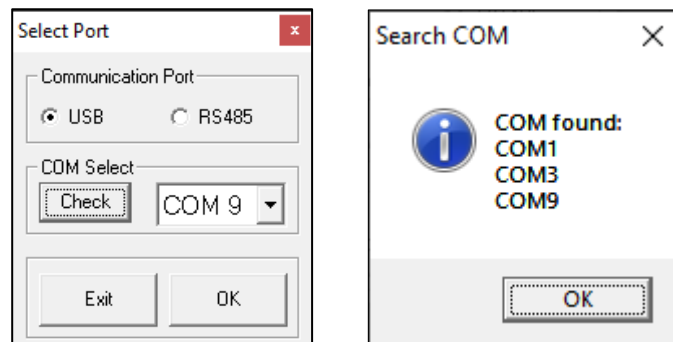 Select Port
x
Communication Port
USB RS485
COM Select
Check COM 9
Exit OK
Search COM
COM found:
COM1
COM3
COM9
OK